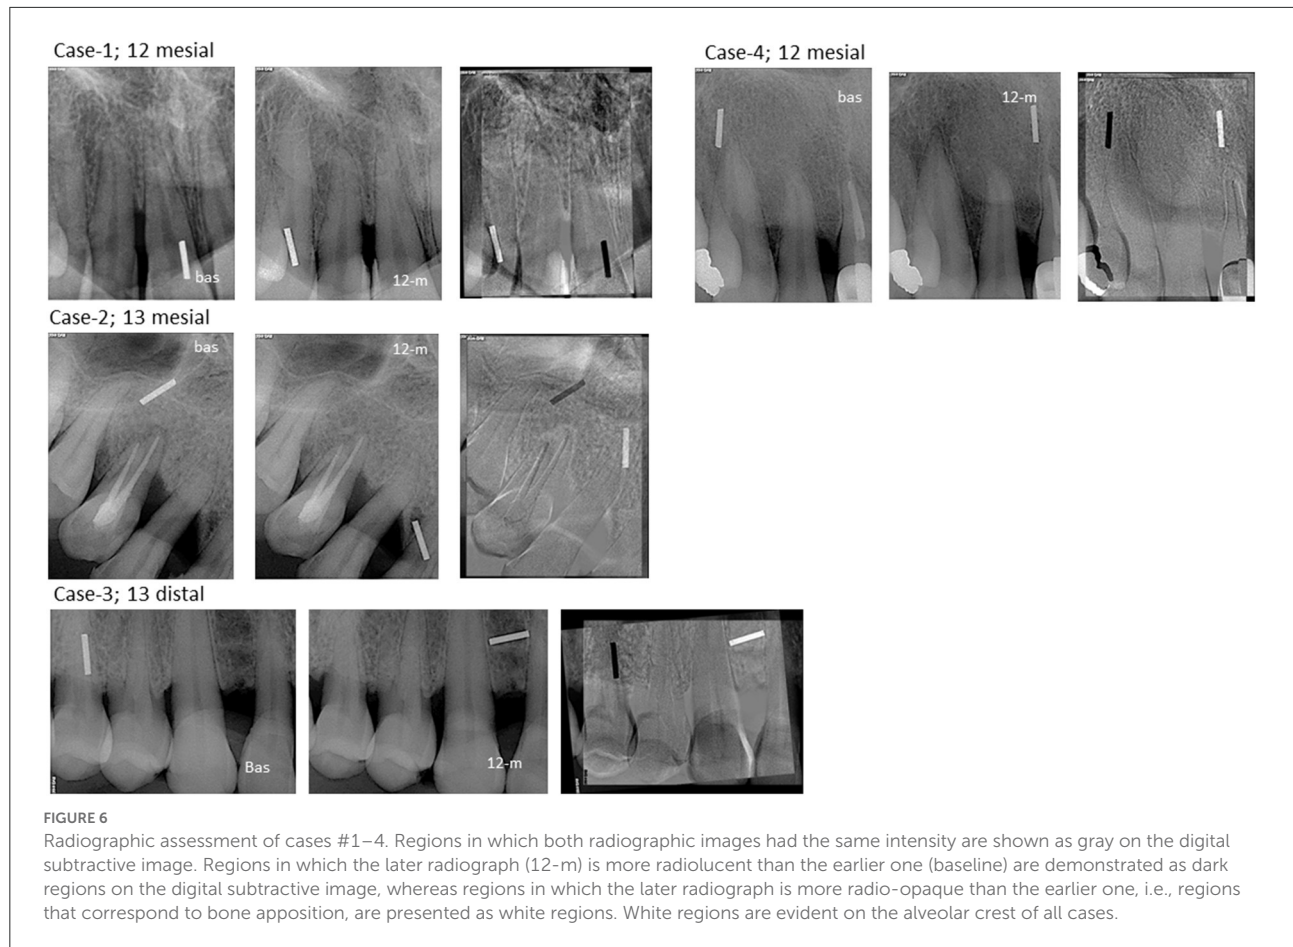 Case-1; 12 mesial
bas
12-m
Case-4; 12 mesial
bas
12-m
Case-2; 13 mesial
bas
12-m
Case-3; 13 distal
Bas
12-m
FIGURE 6
Radiographic assessment of cases #1–4. Regions in which both radiographic images had the same intensity are shown as gray on the digital
subtractive image. Regions in which the later radiograph (12-m) is more radiolucent than the earlier one (baseline) are demonstrated as dark
regions on the digital subtractive image, whereas regions in which the later radiograph is more radio-opaque than the earlier one, i.e., regions
that correspond to bone apposition, are presented as white regions. White regions are evident on the alveolar crest of all cases.